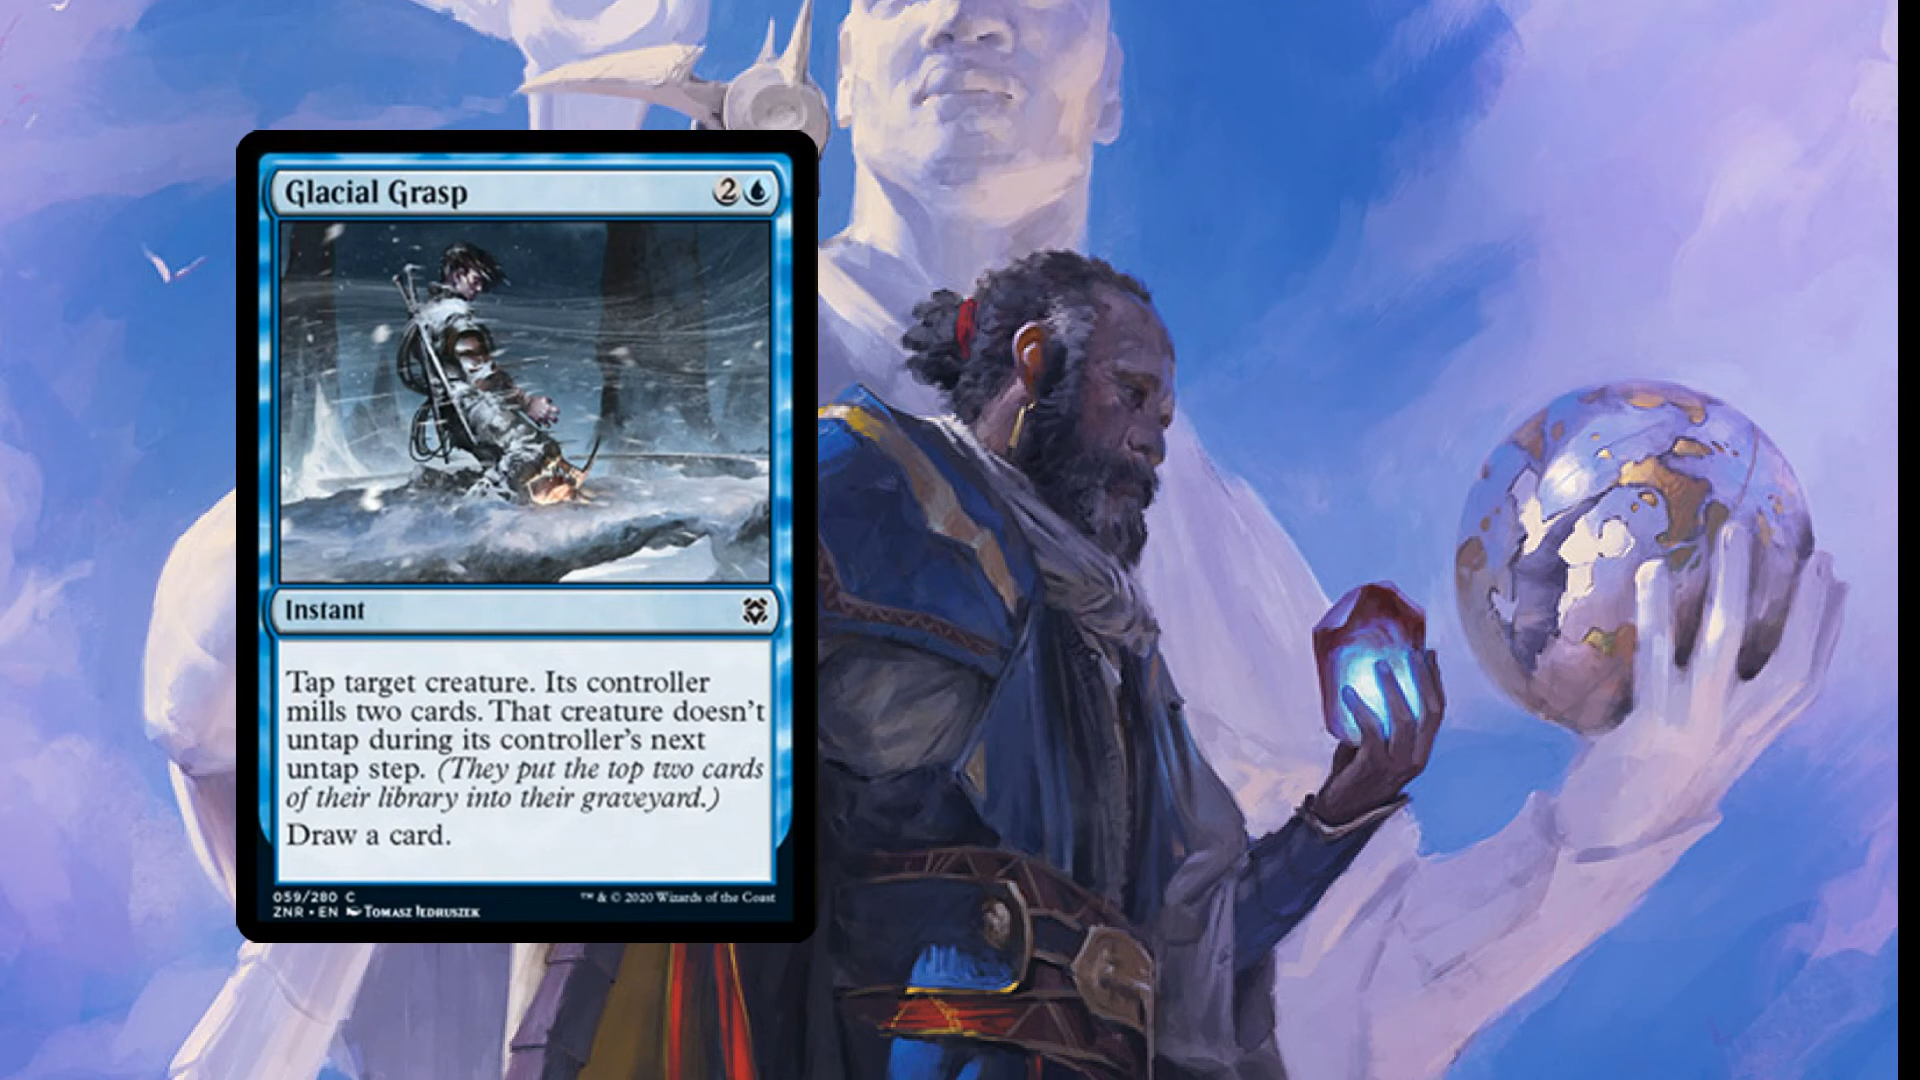 Glacial Grasp 2
Instant
Tap target creature. Its controller
mills two cards. That creature doesn't
untap during its controller's next
untap step. (They put the top two cards
of their library into their graveyard.)
Draw a card.
059/280 C
ZNR • EN Tomasz Jedruszek
™ & © 2020 Wizards of the Coast